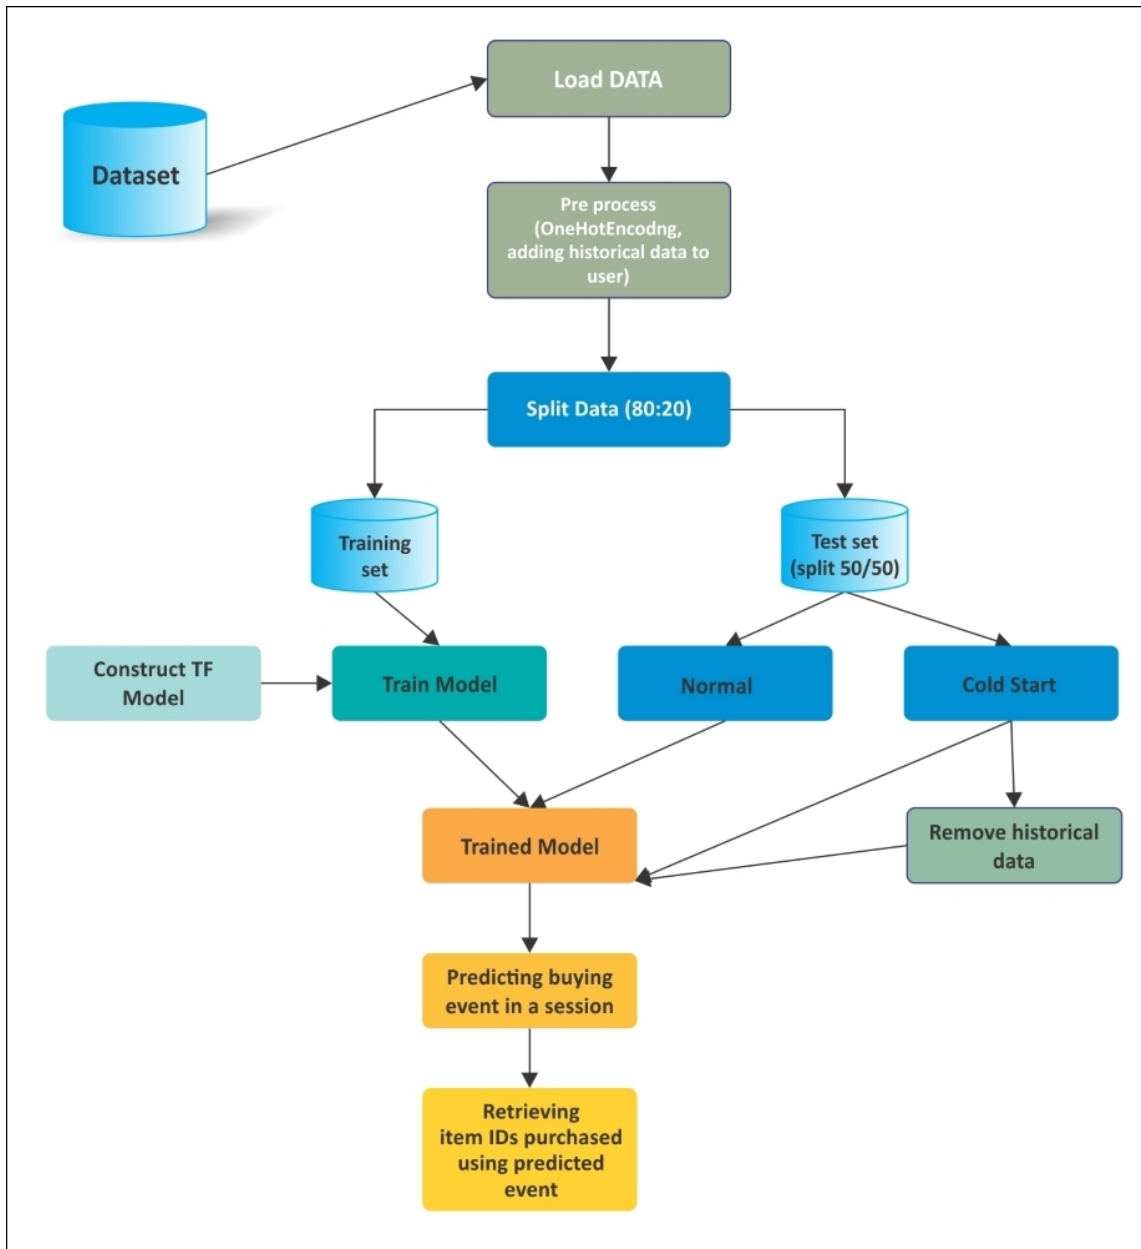 Load DATA
Dataset
Pre process
(OneHotEncodng,
adding historical data to
user)
Split Data (80:20)
Training
set
Test set
(split 50/50)
Construct TF
Model
Train Model
Normal
Cold Start
Trained Model
Remove historical
data
Predicting buying
event in a session
Retrieving
item IDs purchased
using predicted
event